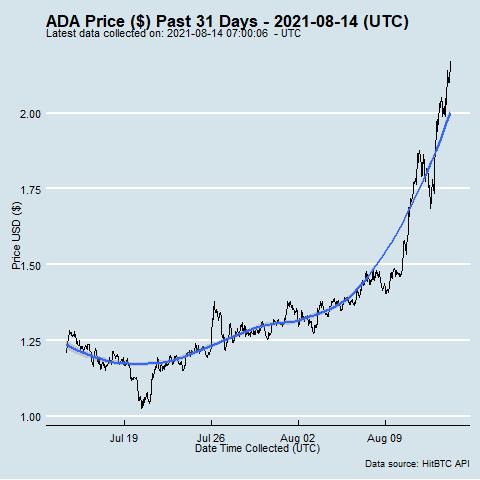 ADA Price ($) Past 31 Days - 2021-08-14 (UTC)
Latest data collected on: 2021-08-14 07:00:06 - UTC
Price USD ($)
2.00
1.75
1.50
1.25
1.00
Jul 19
Jul 26
Aug 02
Aug 09
Date Time Collected (UTC)
Data source: HitBTC API